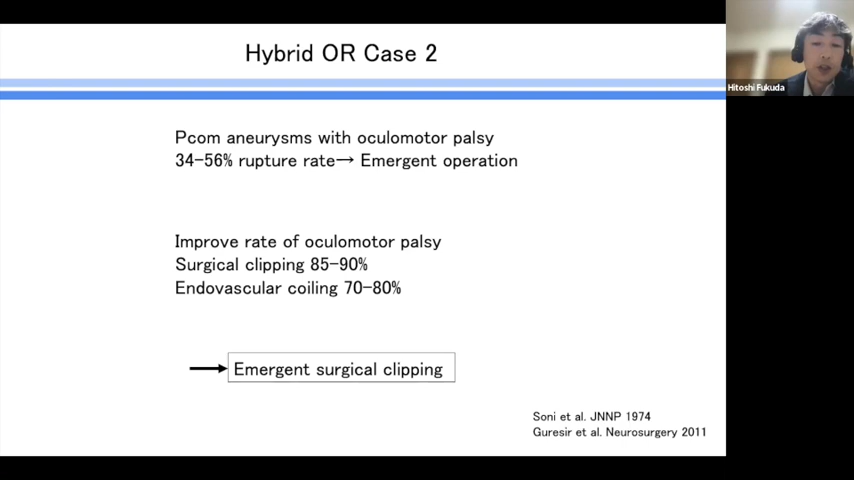 Hybrid OR Case 2
Hitoshi Fukuda
Pcom aneurysms with oculomotor palsy
34-56% rupture rate→ Emergent operation
Improve rate of oculomotor palsy
Surgical clipping 85-90%
Endovascular coiling 70-80%
Emergent surgical clipping
Soni et al. JNNP 1974
Guresir et al. Neurosurgery 2011